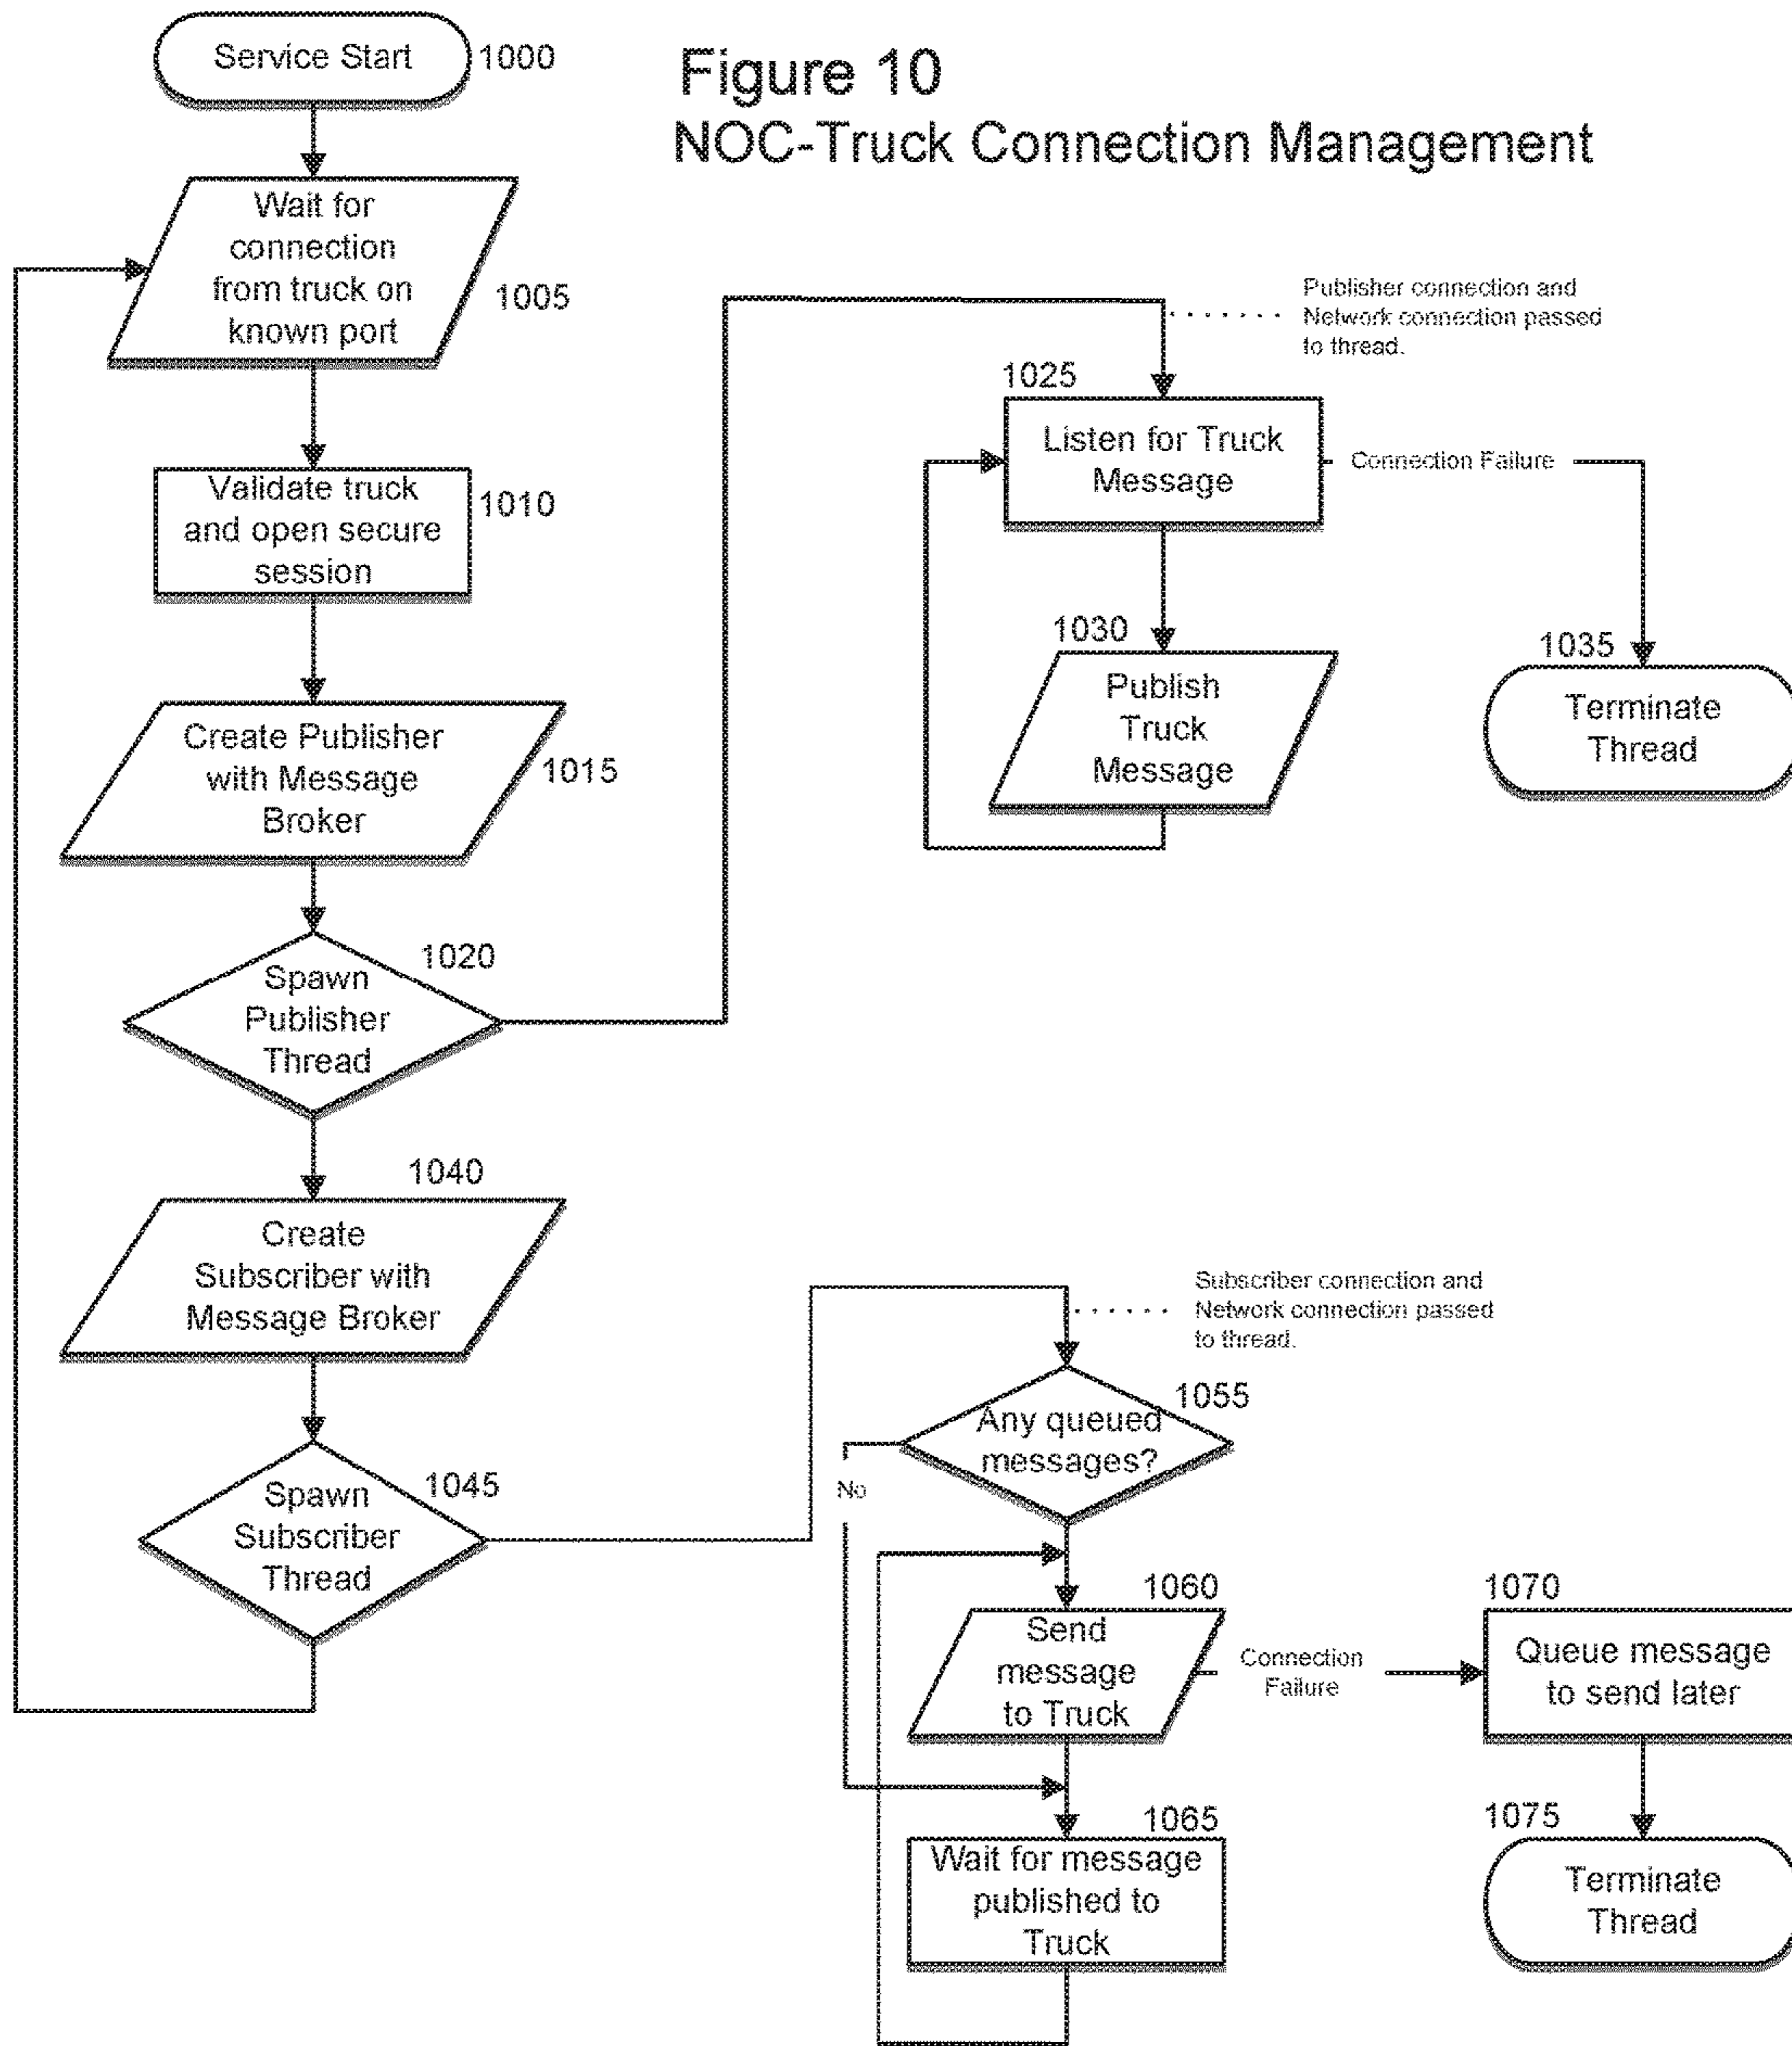 Figure 10
NOC-Truck Connection Management
Service Start
1000
Wait for
connection
from truck on
known port
1005
Validate truck
and open secure
session
1010
Create Publisher
with Message
Broker
1015
Spawn
Publisher
Thread
1020
Publisher connection and
Network connection passed
to thread.
1025
Listen for Truck
Message
Connection Failure
1030
Publish
Truck
Message
1035
Terminate
Thread
1040
Create
Subscriber with
Message Broker
1045
Spawn
Subscriber
Thread
Subscriber connection and
Network connection passed
to thread.
1055
Any queued
messages?
No
1060
Send
message
to Truck
Connection
Failure
1070
Queue message
to send later
1065
Wait for message
published to
Truck
1075
Terminate
Thread